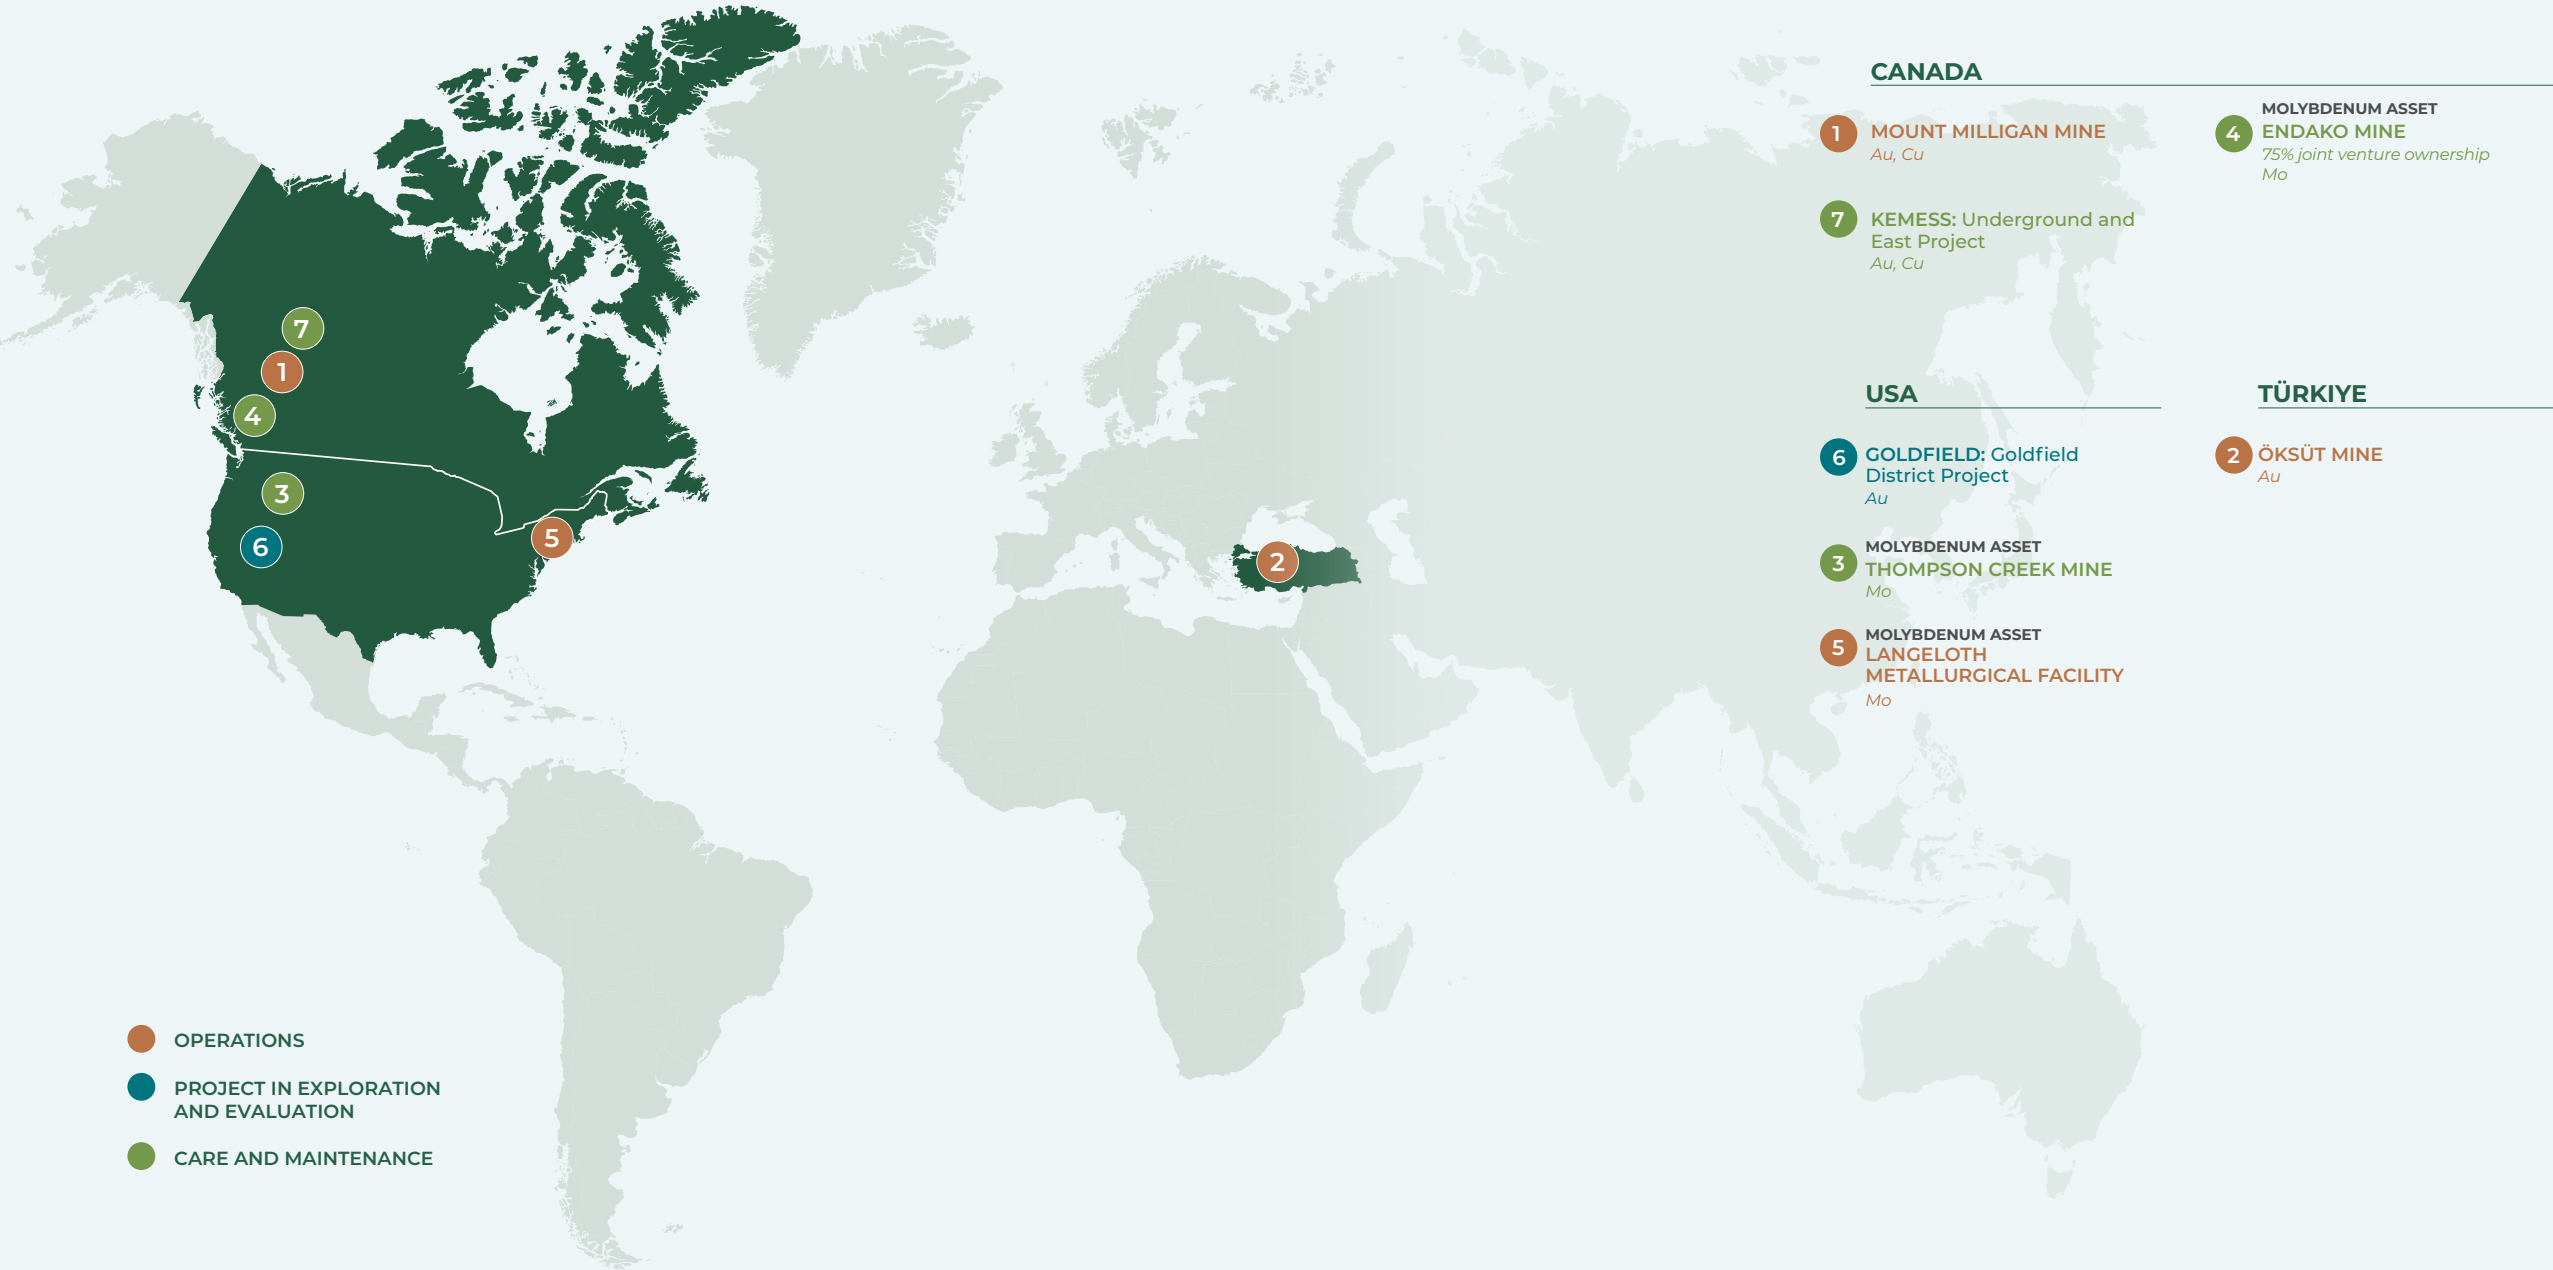 CANADA
1
MOUNT MILLIGAN MINE
Au, Cu
7
KEMESS: Underground and
East Project
Au, Cu
MOLYBDENUM ASSET
4
ENDAKO MINE
75% joint venture ownership
Mo
USA
6
GOLDFIELD: Goldfield
District Project
Au
MOLYBDENUM ASSET
3
THOMPSON CREEK MINE
Mo
MOLYBDENUM ASSET
5
LANGELOTH
METALLURGICAL FACILITY
Mo
TÜRKIYE
2
ÖKSÜT MINE
Au
7
1
4
3
6
5
2
OPERATIONS
PROJECT IN EXPLORATION
AND EVALUATION
CARE AND MAINTENANCE